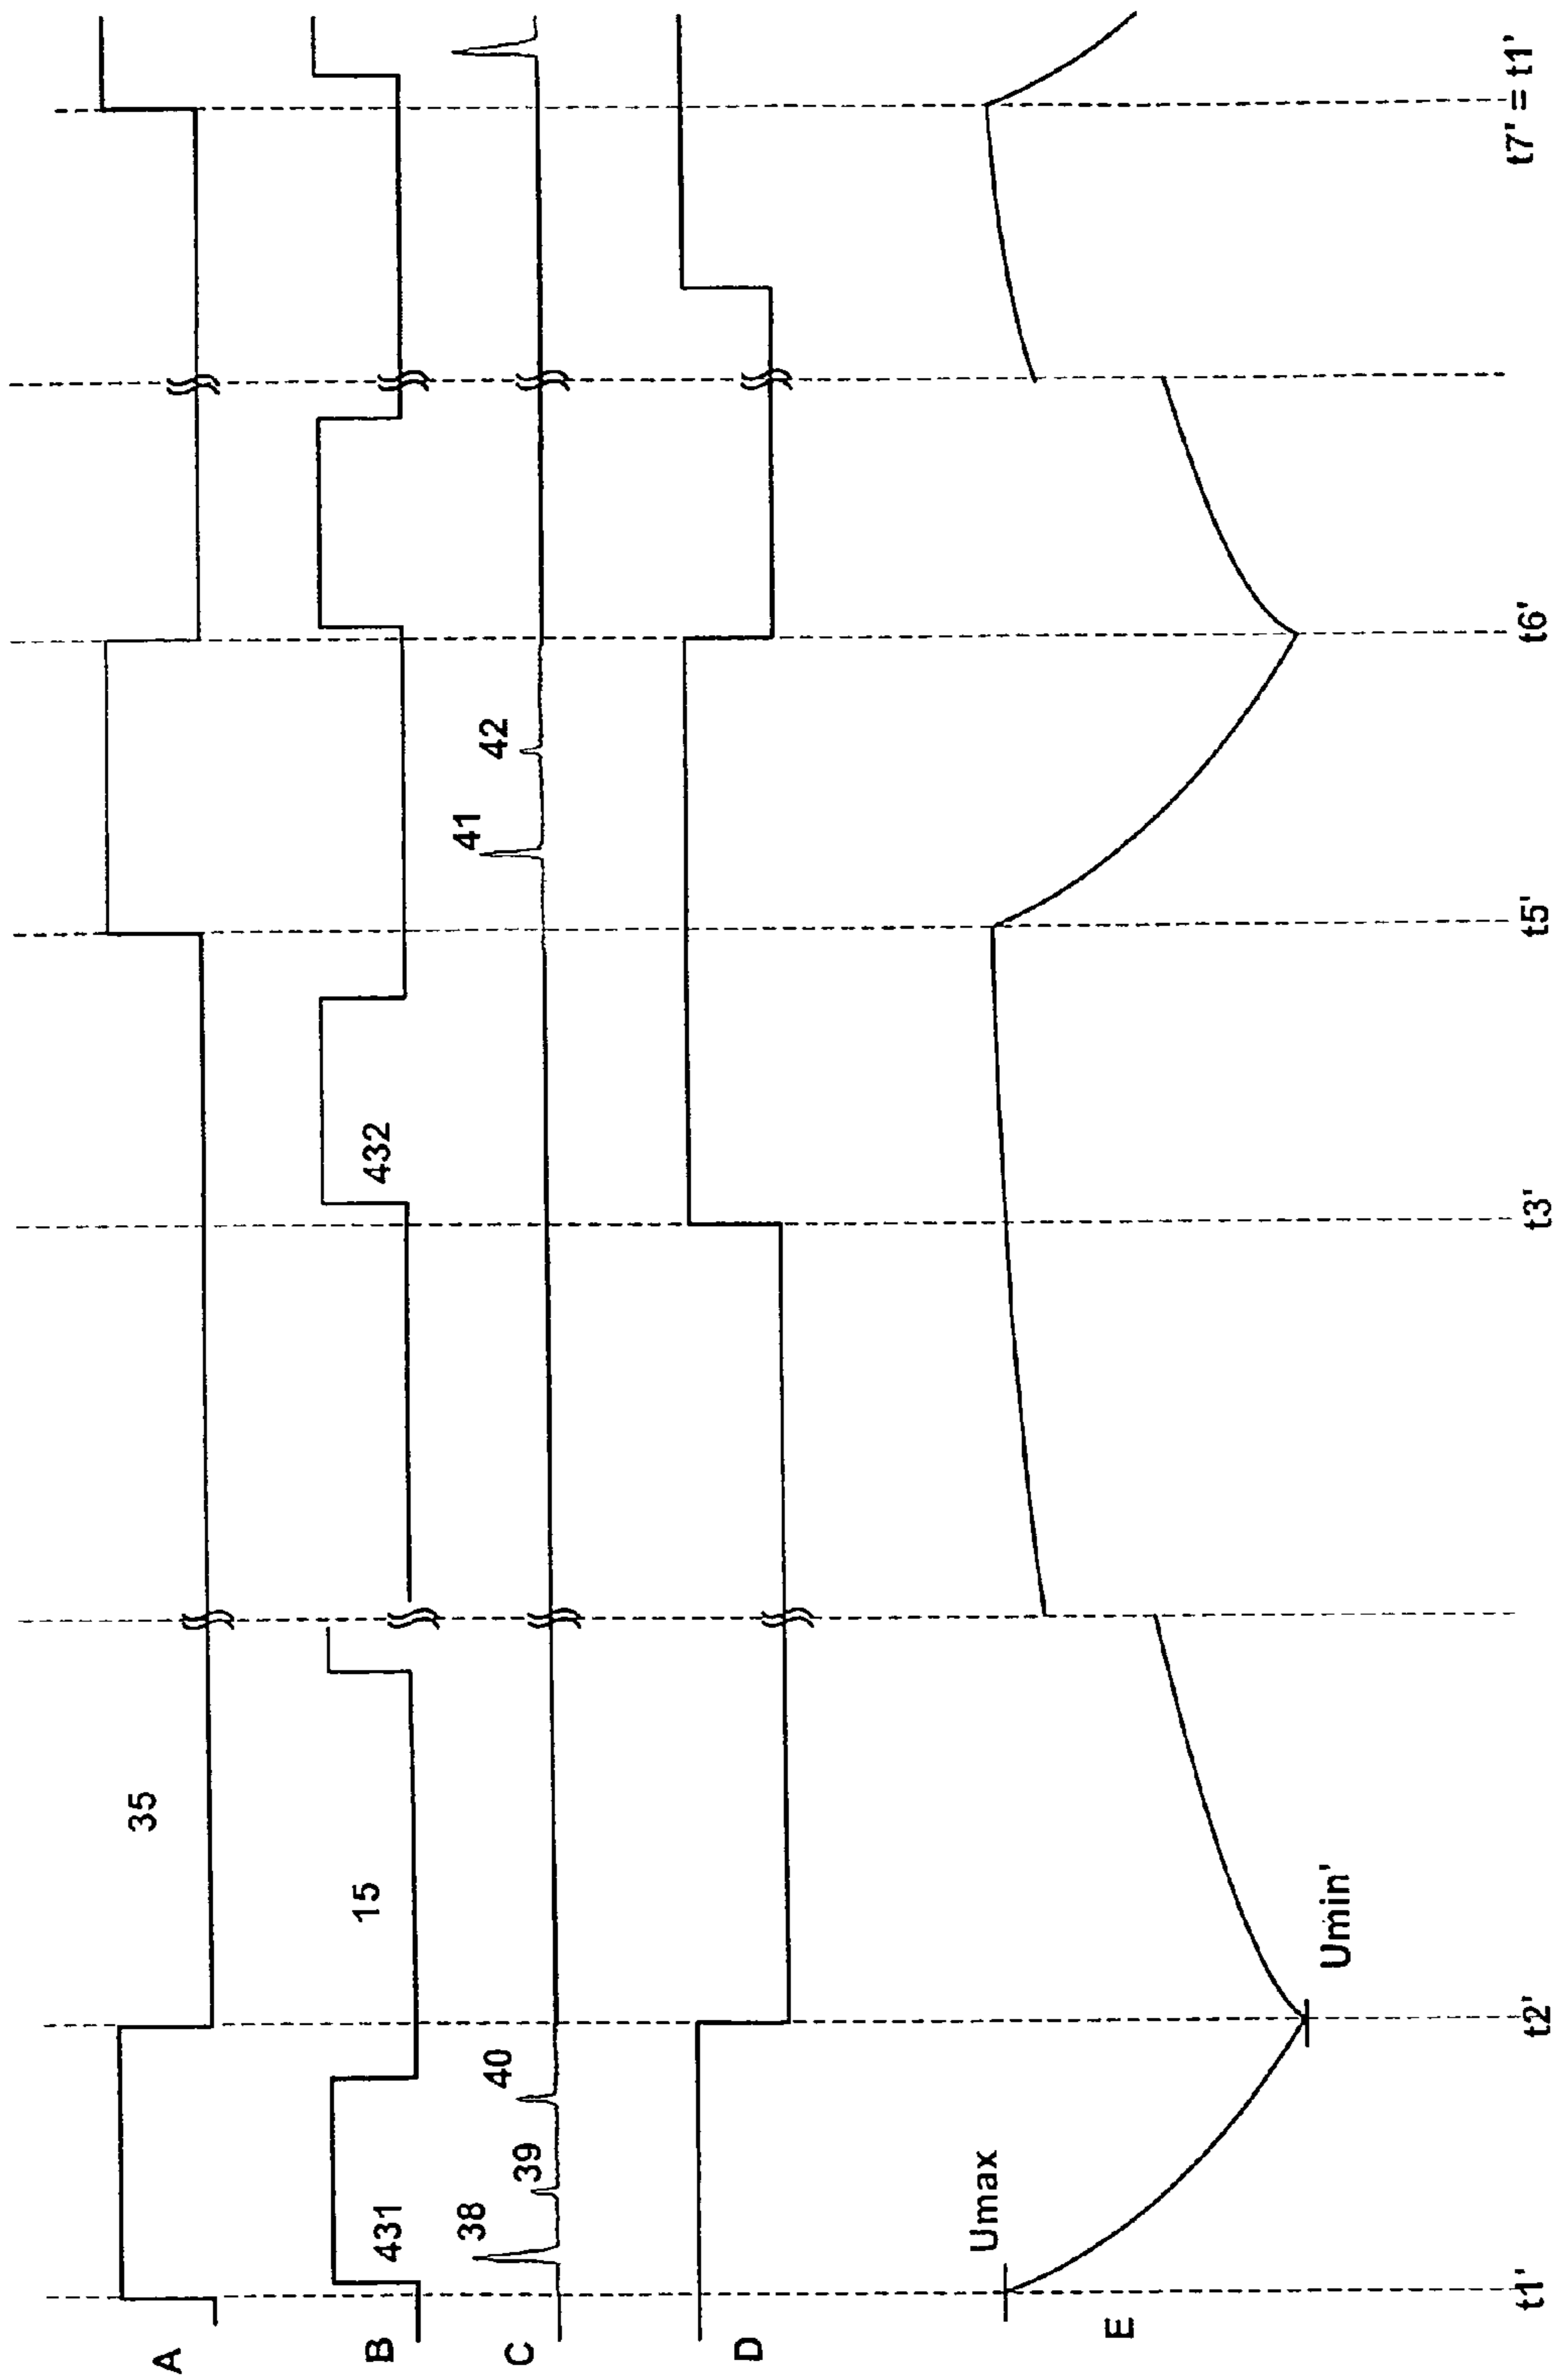 A
35
B
431
15
432
C
38
39
40
41
42
D
E
Umax
Umin'
t1'
t2'
t3'
t5'
t6'
t7' = t1'